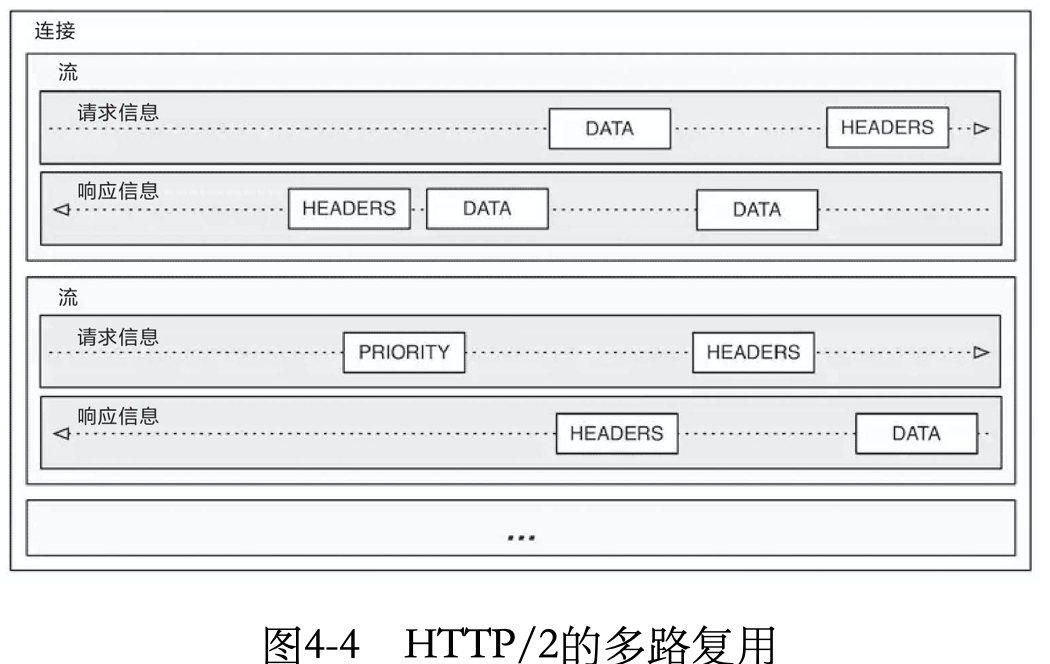 连接
流
请求信息
DATA
HEADERS
响应信息
HEADERS
DATA
DATA
流
请求信息
PRIORITY
HEADERS
响应信息
HEADERS
DATA
...
图4-4 HTTP/2的多路复用